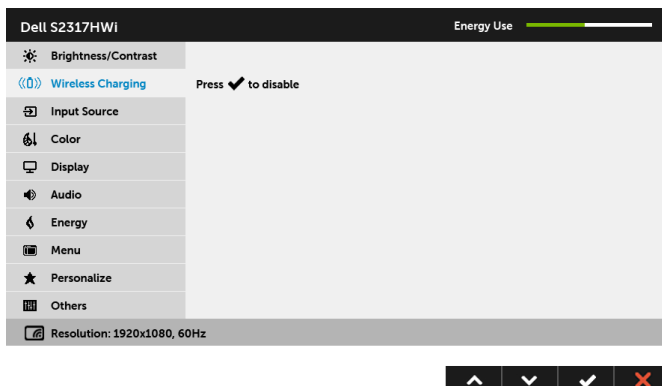 Dell S2317HWi
Energy Use
Brightness/Contrast
Wireless Charging
Press ✔ to disable
Input Source
Color
Display
Audio
Energy
Menu
Personalize
Others
Resolution: 1920x1080, 60Hz